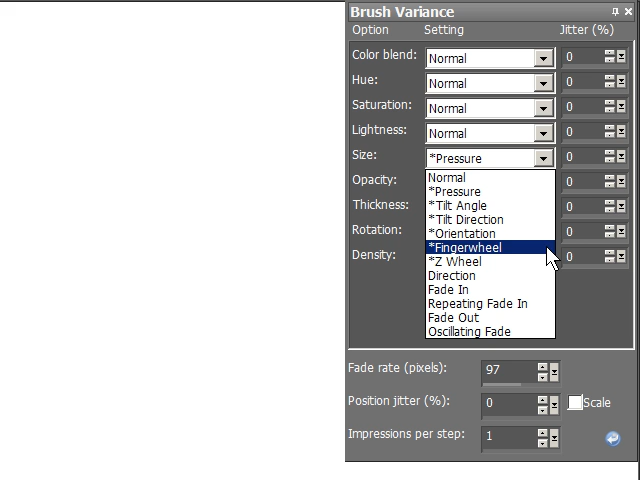 Brush Variance
Option Setting Jitter (%)
Color blend: Normal 0
Hue: Normal 0
Saturation: Normal 0
Lightness: Normal 0
Size: *Pressure 0
Opacity: 0
Thickness: 0
Rotation: 0
Density: 0
Normal
*Pressure
*Tilt Angle
*Tilt Direction
*Orientation
*Fingerwheel
*Z Wheel
Direction
Fade In
Repeating Fade In
Fade Out
Oscillating Fade
Fade rate (pixels): 97
Position jitter (%): 0 Scale
Impressions per step: 1